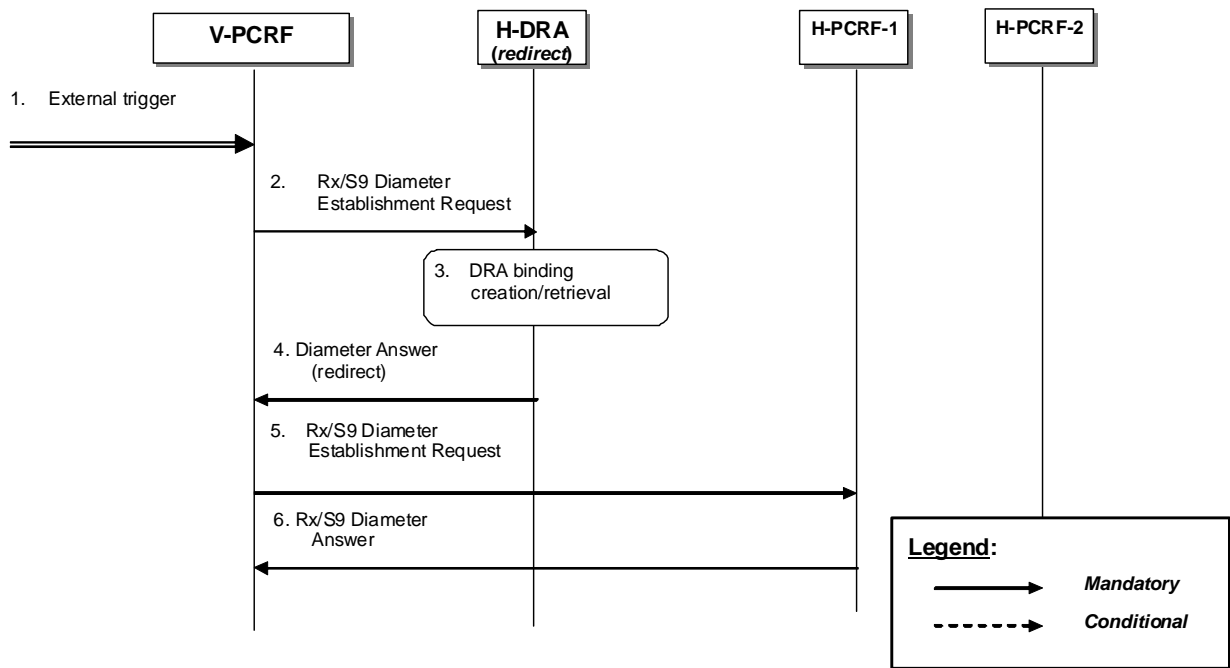 V-PCRF
H-DRA
(redirect)
H-PCRF-1
H-PCRF-2
1. External trigger
2. Rx/S9 Diameter
Establishment Request
3. DRA binding
creation/retrieval
4. Diameter Answer
(redirect)
5. Rx/S9 Diameter
Establishment Request
6. Rx/S9 Diameter
Answer
Legend:
Mandatory
Conditional